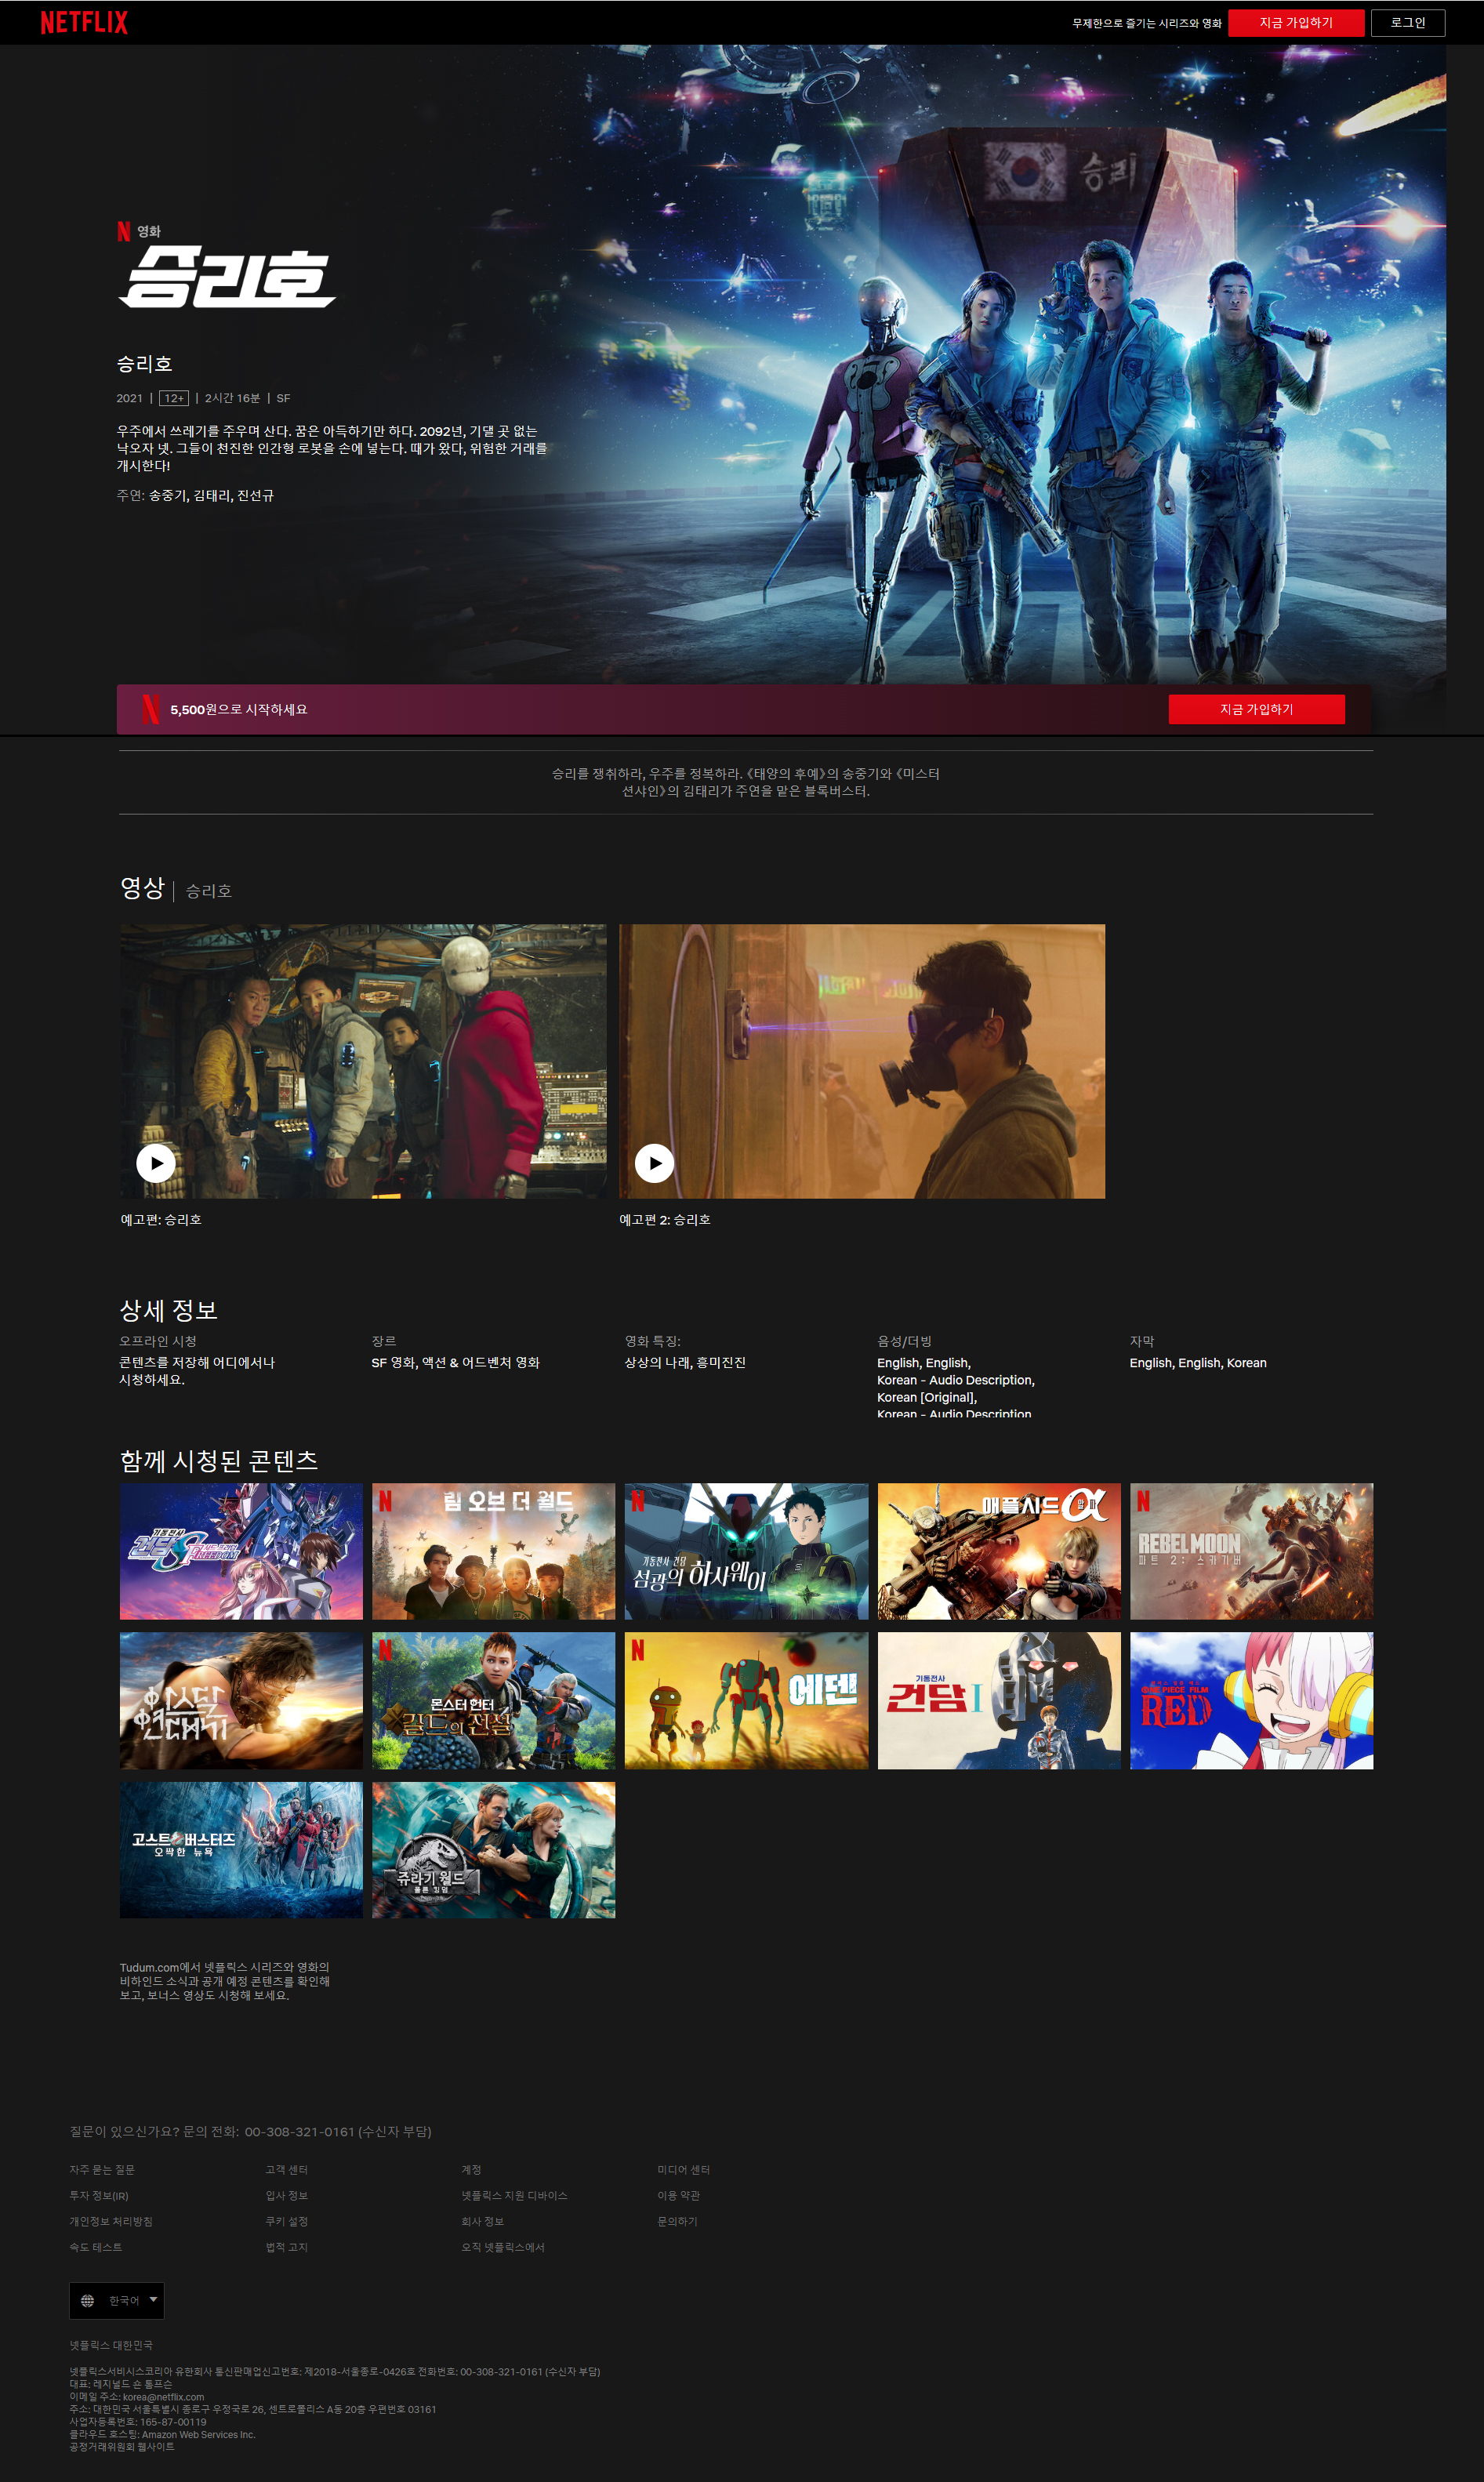 NETFLIX
무제한으로 즐기는 시리즈와 영화
지금 가입하기
로그인
승리
영화
승리호
승리호
2021 | 12+ | 2시간 16분 | SF
우주에서 쓰레기를 주우며 산다. 꿈은 아득하기만 하다. 2092년, 기댈 곳 없는
낙오자 넷. 그들이 천진한 인간형 로봇을 손에 넣는다. 때가 왔다, 위험한 거래를
개시한다!
주연: 송중기, 김태리, 진선규
5,500원으로 시작하세요
지금 가입하기
승리를 쟁취하라, 우주를 정복하라. 《태양의 후예》의 송중기와 《미스터
션샤인》의 김태리가 주연을 맡은 블록버스터.
영상 | 승리호
예고편: 승리호
예고편 2: 승리호
상세 정보
오프라인 시청
콘텐츠를 저장해 어디에서나
시청하세요.
장르
SF 영화, 액션 & 어드벤처 영화
영화 특징:
상상의 나래, 흥미진진
음성/더빙
English, English,
Korean - Audio Description,
Korean [Original],
Korean - Audio Description
자막
English, English, Korean
함께 시청된 콘텐츠
기동전사
건담
림 오브 더 월드
기동전사 건담
섬광의 하사웨이
애플시드 α
알파
REBEL MOON
파트 2: 스카기버
몬스터 헌터
길드의 전설
에덴
기동전사
건담 I
ONE PIECE FILM
RED
고스트버스터즈
오싹한 뉴욕
쥬라기 월드
폴른 킹덤
Tudum.com에서 넷플릭스 시리즈와 영화의
비하인드 소식과 공개 예정 콘텐츠를 확인해
보고, 보너스 영상도 시청해 보세요.
질문이 있으신가요? 문의 전화: 00-308-321-0161 (수신자 부담)
자주 묻는 질문
고객 센터
계정
미디어 센터
투자 정보(IR)
입사 정보
넷플릭스 지원 디바이스
이용 약관
개인정보 처리방침
쿠키 설정
회사 정보
문의하기
속도 테스트
법적 고지
오직 넷플릭스에서
한국어
넷플릭스 대한민국
넷플릭스서비시스코리아 유한회사 통신판매업신고번호: 제2018-서울종로-0426호 전화번호: 00-308-321-0161 (수신자 부담)
대표: 레지널드 숀 톰프슨
이메일 주소: korea@netflix.com
주소: 대한민국 서울특별시 종로구 우정국로 26, 센트로폴리스 A동 20층 우편번호 03161
사업자등록번호: 165-87-00119
클라우드 호스팅: Amazon Web Services Inc.
공정거래위원회 웹사이트